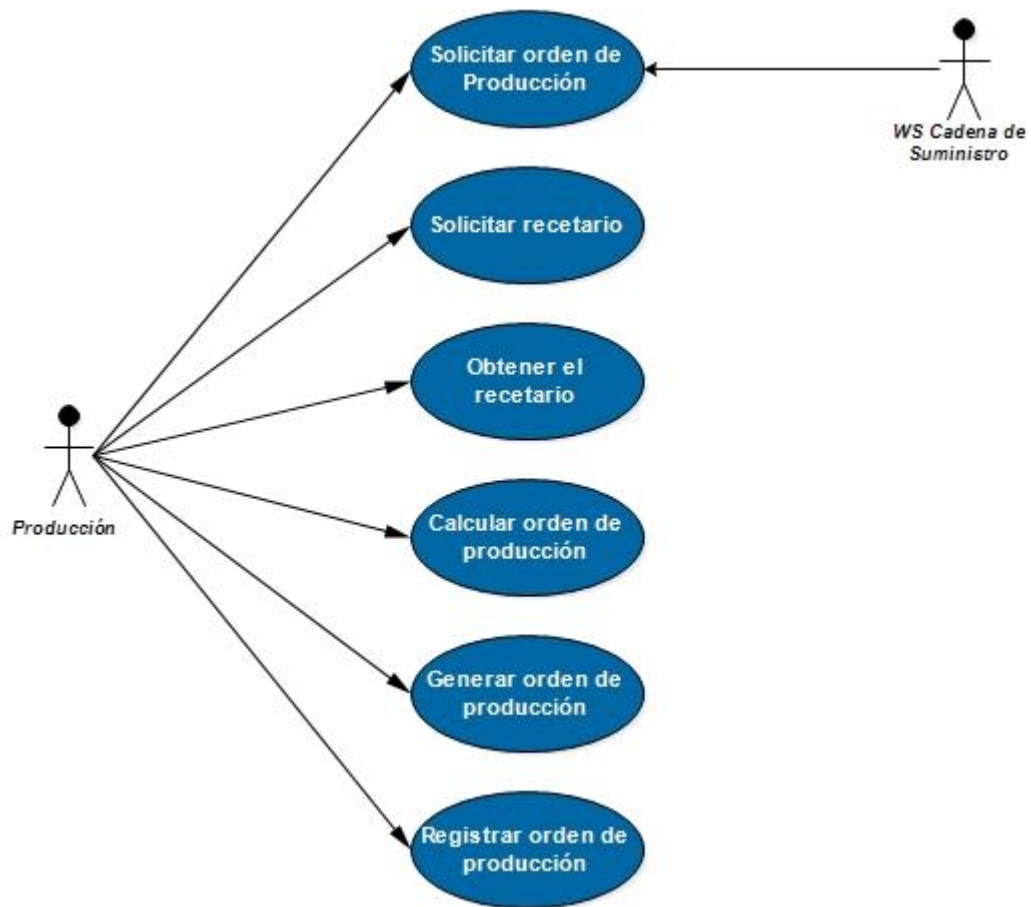 Solicitar orden de
Producción
WS Cadena de
Suministro
Solicitar recetario
Obtener el
recetario
Producción
Calcular orden de
producción
Generar orden de
producción
Registrar orden de
producción